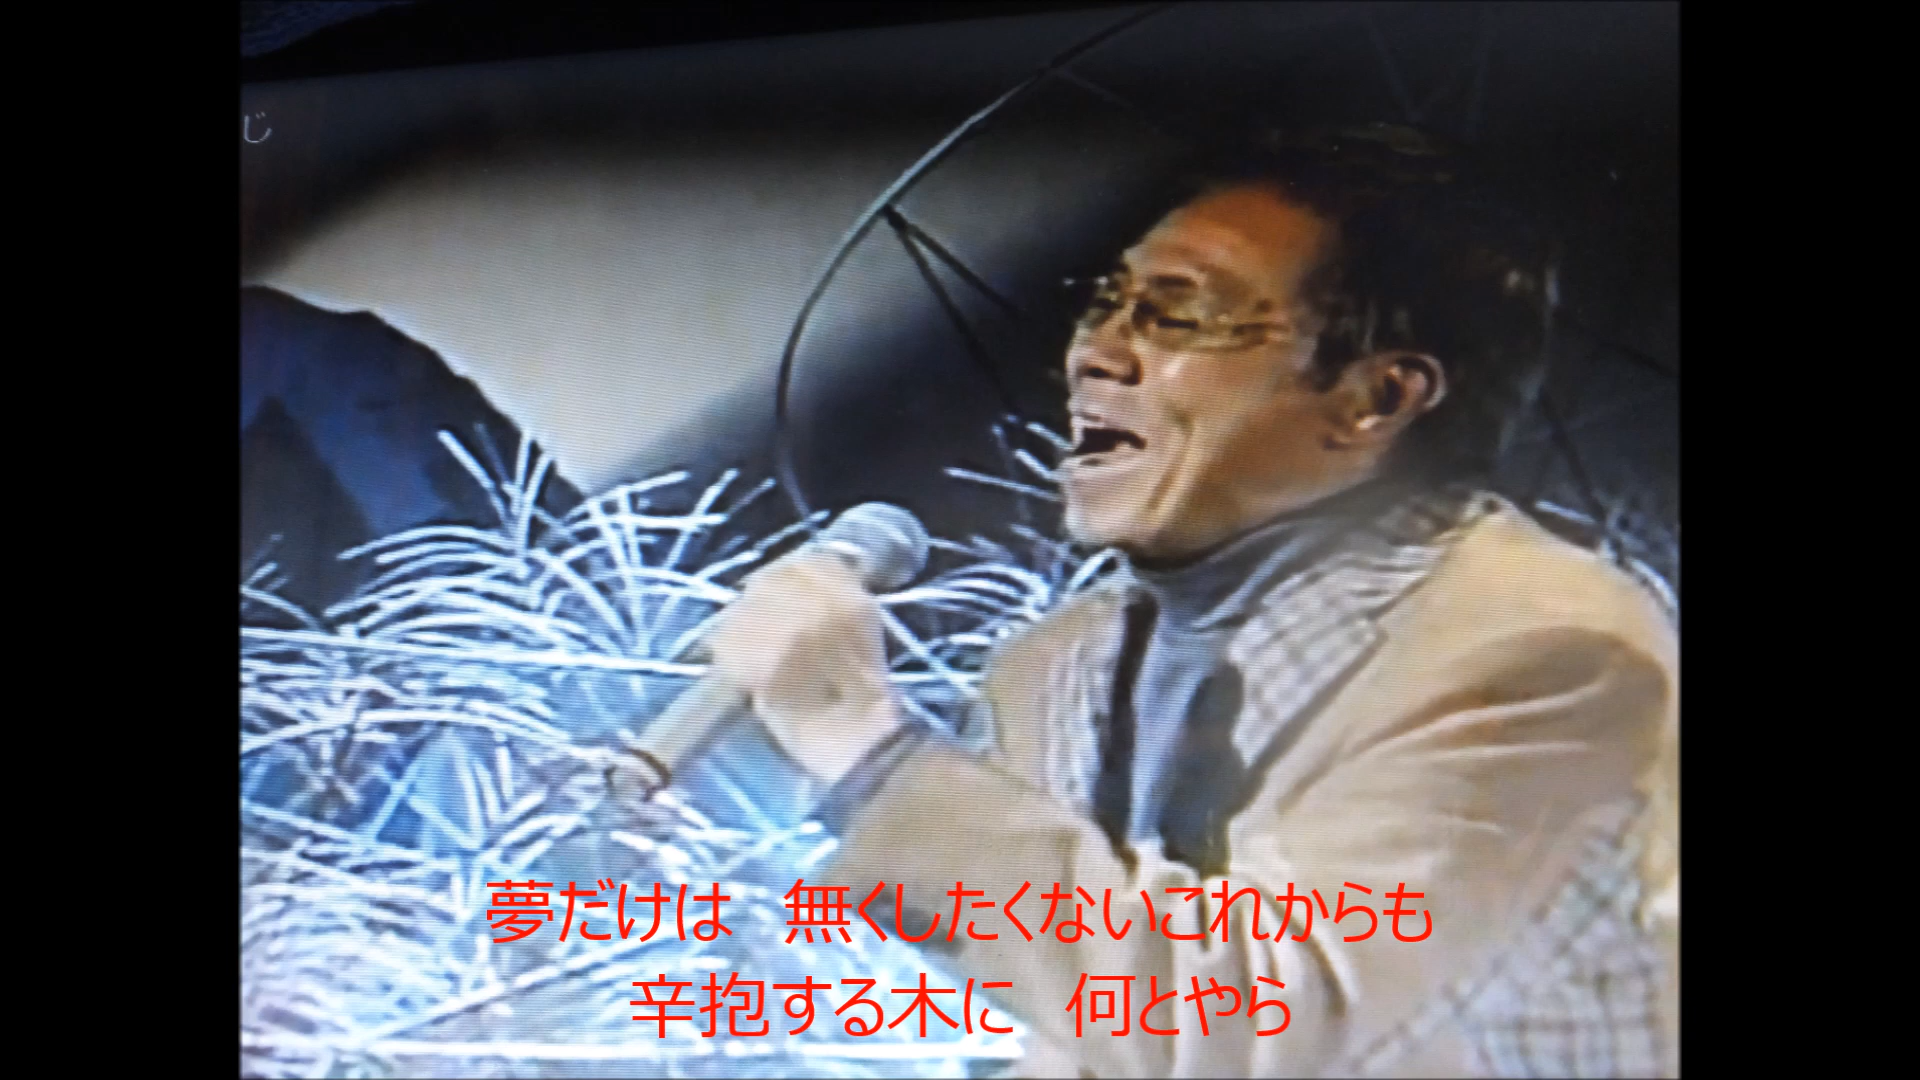 じ
夢だけは　無くしたくないこれからも
辛抱する木に　何とやら